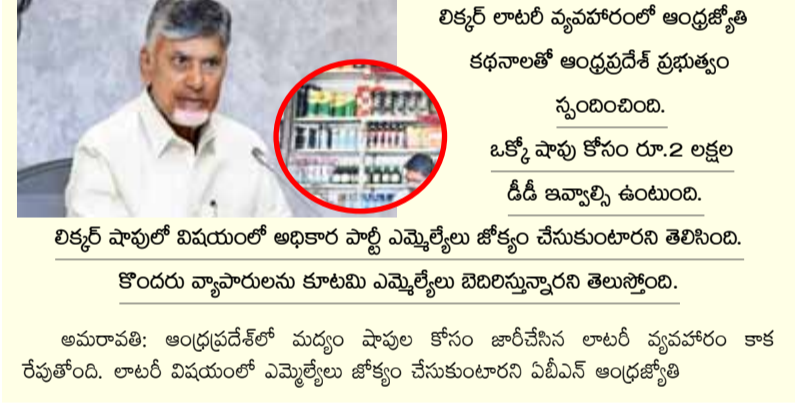 లిక్కర్ లాటరీ వ్యవహారంలో ఆంధ్రజ్యోతి
కథనాలతో ఆంధ్రప్రదేశ్ ప్రభుత్వం
స్పందించింది.
ఒక్కో షాపు కోసం రూ.2 లక్షల
డీడీ ఇవ్వాల్సి ఉంటుంది.
లిక్కర్ షాపులో విషయంలో అధికార పార్టీ ఎమ్మెల్యేలు జోక్యం చేసుకుంటారని తెలిసింది.
కొందరు వ్యాపారులను కూటమి ఎమ్మెల్యేలు బెదిరిస్తున్నారని తెలుస్తోంది.
అమరావతి: ఆంధ్రప్రదేశ్‌లో మద్యం షాపుల కోసం జారీచేసిన లాటరీ వ్యవహారం కాక
రేపుతోంది. లాటరీ విషయంలో ఎమ్మెల్యేలు జోక్యం చేసుకుంటారని ఏబీఎన్ ఆంధ్రజ్యోతి